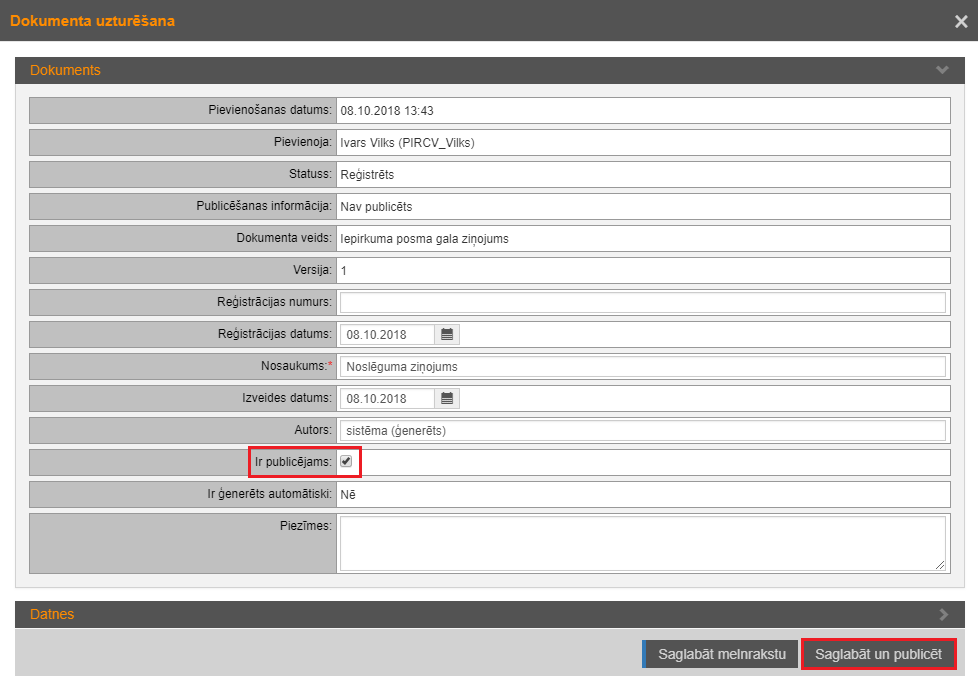 Dokumenta uzturēšana
Dokuments
Pievienošanas datums: 08.10.2018 13:43
Pievienoja: Ivars Vilks (PIRCV_Vilks)
Statuss: Reģistrēts
Publicēšanas informācija: Nav publicēts
Dokumenta veids: Iepirkuma posma gala ziņojums
Versija: 1
Reģistrācijas numurs:
Reģistrācijas datums: 08.10.2018
Nosaukums:* Noslēguma ziņojums
Izveides datums: 08.10.2018
Autors: sistēma (ģenerēts)
Ir publicējams:
Ir ģenerēts automātiski: Nē
Piezīmes:
Datnes
Saglabāt melnrakstu Saglabāt un publicēt